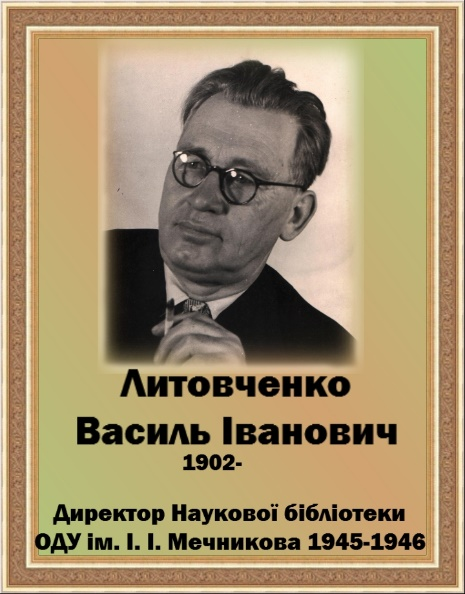 Литовченко
Василь Іванович
1902-
Директор Наукової бібліотеки
ОДУ ім. І. І. Мечникова 1945-1946